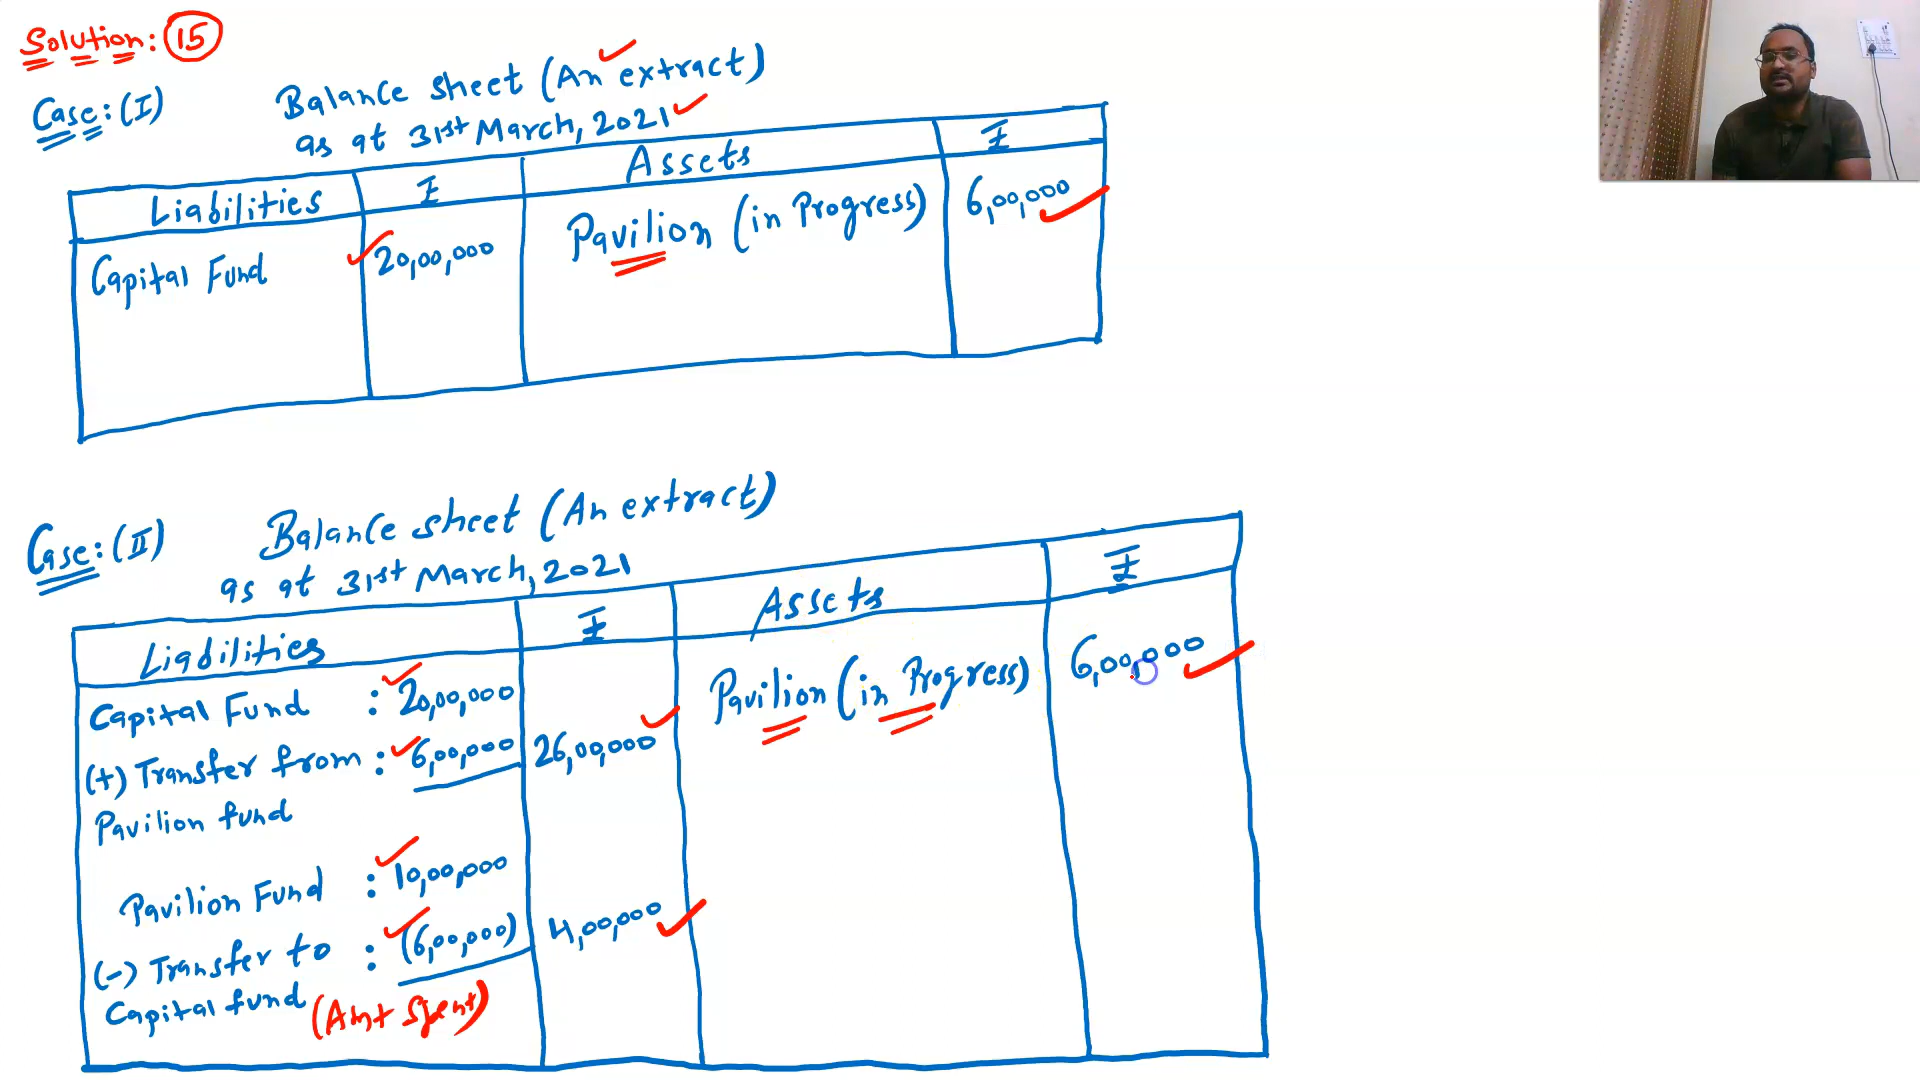 Solution: 15
Case: (I)
Balance sheet (An extract)
as at 31st March, 2021
Liabilities ₹ Assets ₹
Capital Fund 20,00,000 Pavilion (in Progress) 6,00,000
Case: (II)
Balance sheet (An extract)
as at 31st March, 2021
Liabilities ₹ Assets ₹
Capital Fund : 20,00,000 Pavilion (in Progress) 6,00,000
(+) Transfer from : 6,00,000 26,00,000
Pavilion fund
Pavilion Fund : 10,00,000
(-) Transfer to : (6,00,000) 4,00,000
Capital fund (Amt Spent)